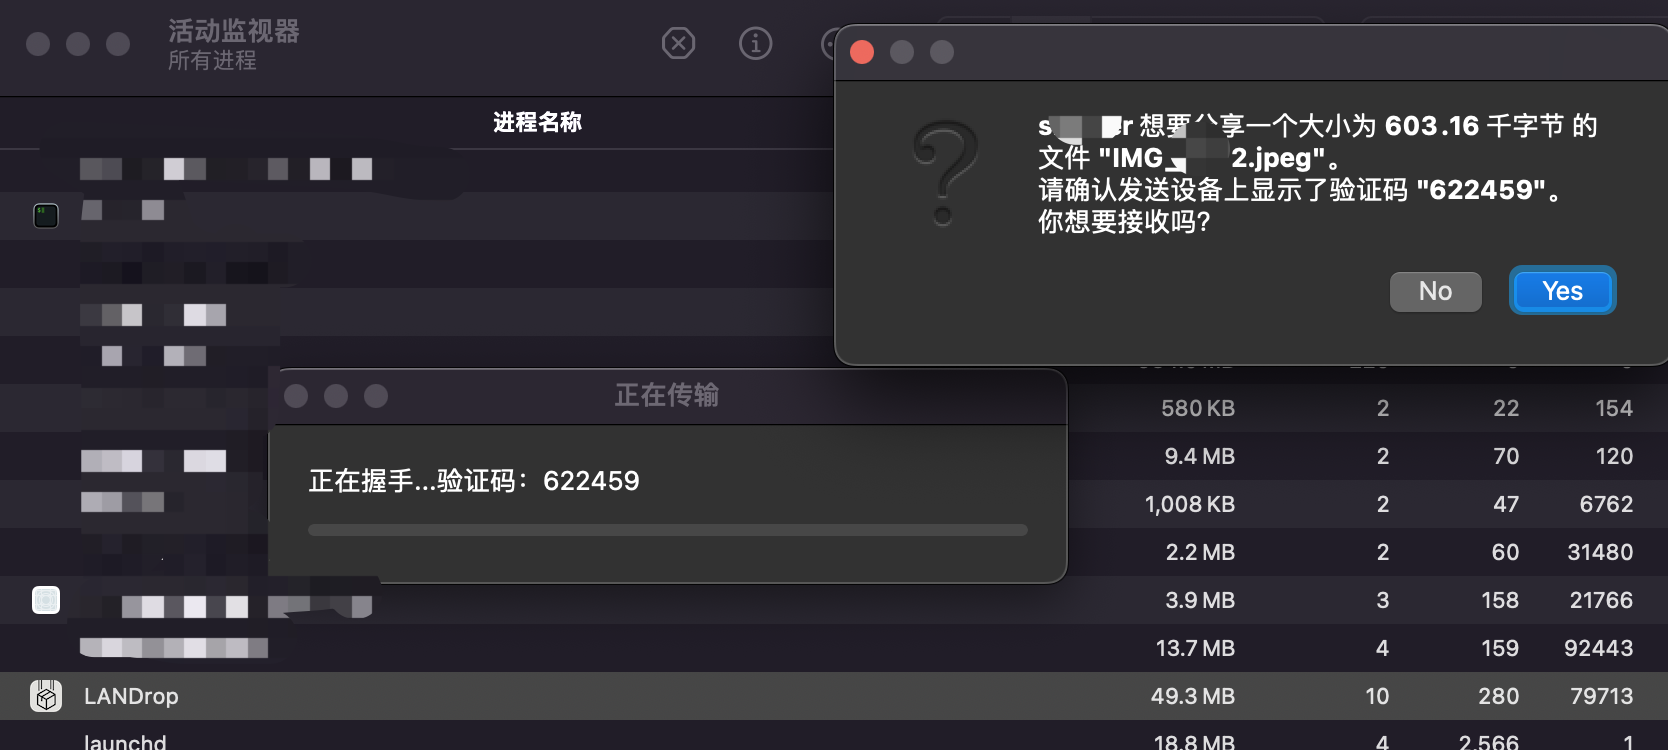 活动监视器
所有进程
进程名称
想要分享一个大小为 603.16 千字节 的
文件 "IMG_ 2.jpeg"。
请确认发送设备上显示了验证码 "622459"。
你想要接收吗?
No
Yes
正在传输
正在握手...验证码：622459
580 KB 2 22 154
9.4 MB 2 70 120
1,008 KB 2 47 6762
2.2 MB 2 60 31480
3.9 MB 3 158 21766
13.7 MB 4 159 92443
LANDrop 49.3 MB 10 280 79713
launchd 18.8 MB 4 2,566 1